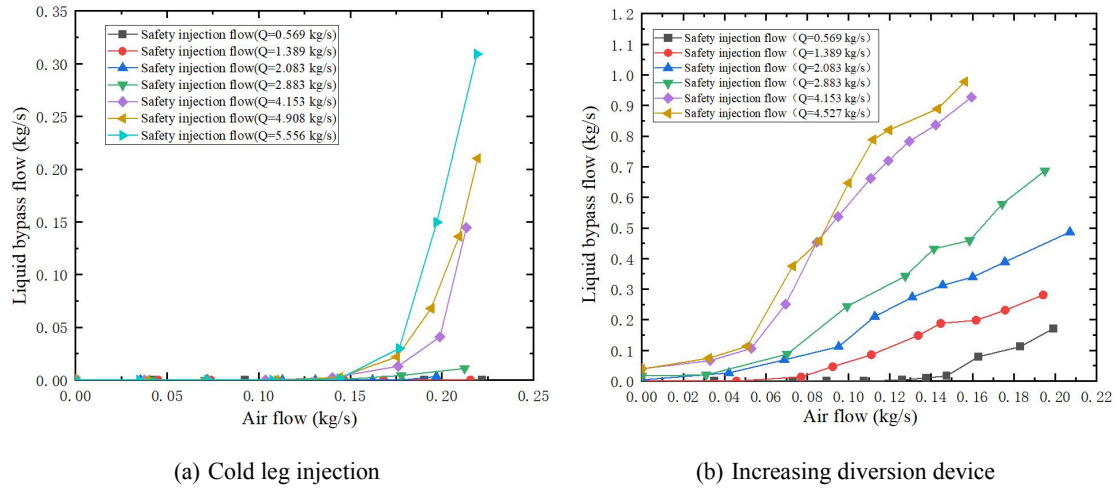 Liquid bypass flow (kg/s)
0.35
0.30
0.25
0.20
0.15
0.10
0.05
0.00
Safety injection flow(Q=0.569 kg/s)
Safety injection flow(Q=1.389 kg/s)
Safety injection flow(Q=2.083 kg/s)
Safety injection flow(Q=2.883 kg/s)
Safety injection flow(Q=4.153 kg/s)
Safety injection flow(Q=4.908 kg/s)
Safety injection flow(Q=5.556 kg/s)
0.00 0.05 0.10 0.15 0.20 0.25
Air flow (kg/s)
(a) Cold leg injection
Liquid bypass flow (kg/s)
1.2
1.1
1.0
0.9
0.8
0.7
0.6
0.5
0.4
0.3
0.2
0.1
0.0
Safety injection flow（Q=0.569 kg/s）
Safety injection flow（Q=1.389 kg/s）
Safety injection flow（Q=2.083 kg/s）
Safety injection flow（Q=2.883 kg/s）
Safety injection flow（Q=4.153 kg/s）
Safety injection flow（Q=4.527 kg/s）
0.00 0.02 0.04 0.06 0.08 0.10 0.12 0.14 0.16 0.18 0.20 0.22
Air flow (kg/s)
(b) Increasing diversion device